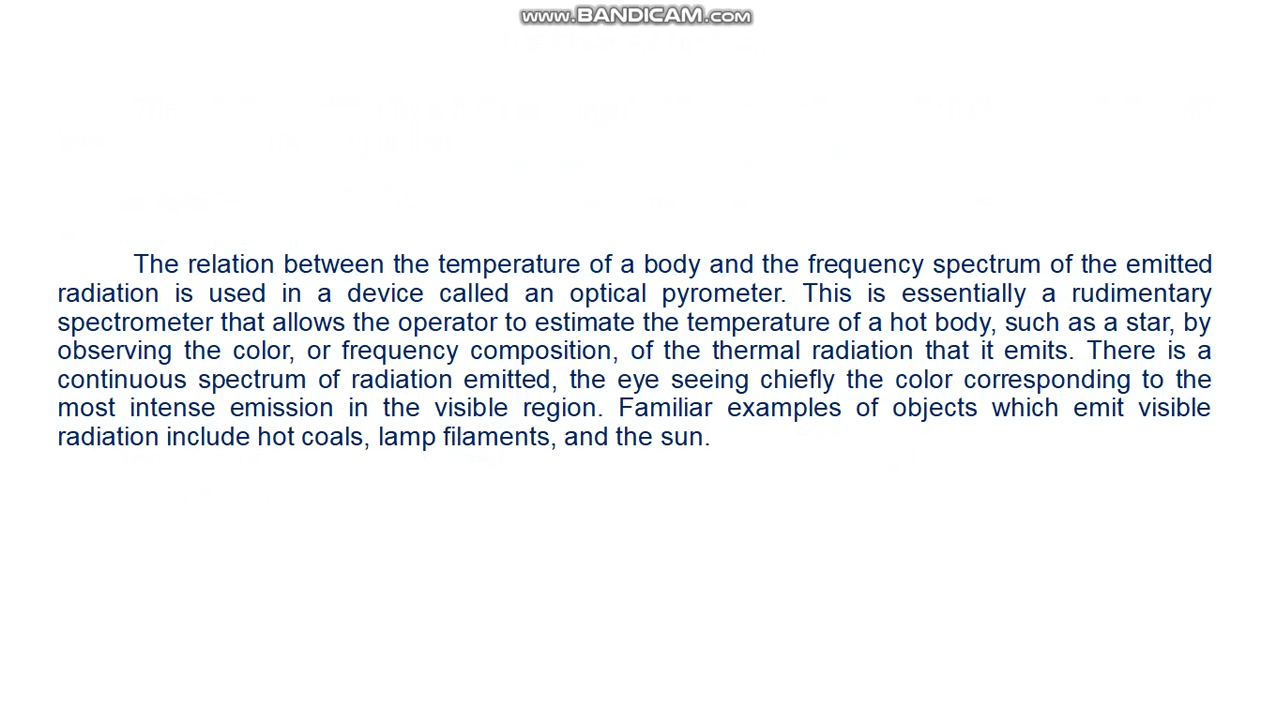 www.BANDICAM.com
The relation between the temperature of a body and the frequency spectrum of the emitted
radiation is used in a device called an optical pyrometer. This is essentially a rudimentary
spectrometer that allows the operator to estimate the temperature of a hot body, such as a star, by
observing the color, or frequency composition, of the thermal radiation that it emits. There is a
continuous spectrum of radiation emitted, the eye seeing chiefly the color corresponding to the
most intense emission in the visible region. Familiar examples of objects which emit visible
radiation include hot coals, lamp filaments, and the sun.